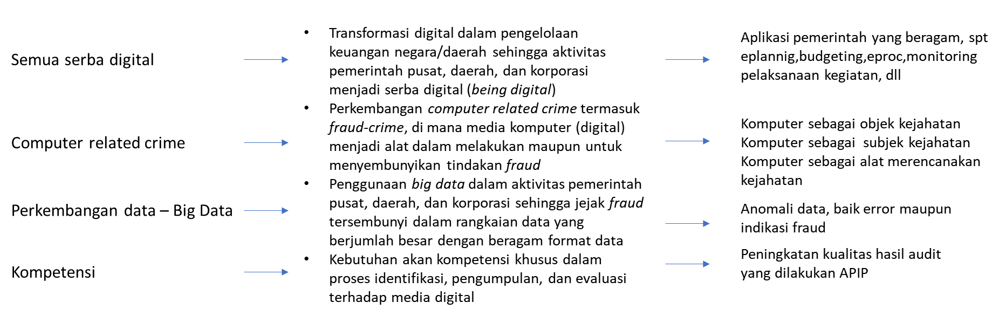 Semua serba digital
• Transformasi digital dalam pengelolaan
keuangan negara/daerah sehingga aktivitas
pemerintah pusat, daerah, dan korporasi
menjadi serba digital (being digital)
Aplikasi pemerintah yang beragam, spt
eplannig,budgeting,eproc,monitoring
pelaksanaan kegiatan, dll
Computer related crime
• Perkembangan computer related crime termasuk
fraud-crime, di mana media komputer (digital)
menjadi alat dalam melakukan maupun untuk
menyembunyikan tindakan fraud
Komputer sebagai objek kejahatan
Komputer sebagai subjek kejahatan
Komputer sebagai alat merencanakan
kejahatan
Perkembangan data – Big Data
• Penggunaan big data dalam aktivitas pemerintah
pusat, daerah, dan korporasi sehingga jejak fraud
tersembunyi dalam rangkaian data yang
berjumlah besar dengan beragam format data
Anomali data, baik error maupun
indikasi fraud
Kompetensi
• Kebutuhan akan kompetensi khusus dalam
proses identifikasi, pengumpulan, dan evaluasi
terhadap media digital
Peningkatan kualitas hasil audit
yang dilakukan APIP